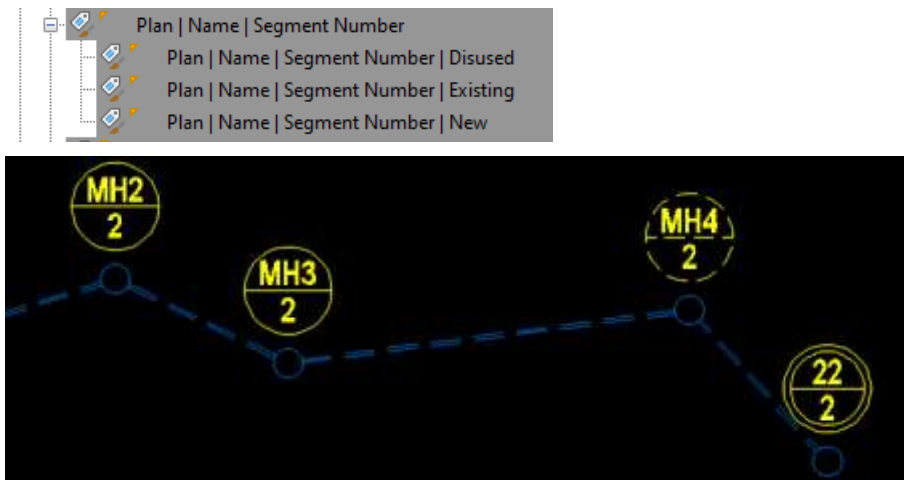 Plan | Name | Segment Number
Plan | Name | Segment Number | Disused
Plan | Name | Segment Number | Existing
Plan | Name | Segment Number | New
MH2
2
MH3
2
MH4
2
22
2